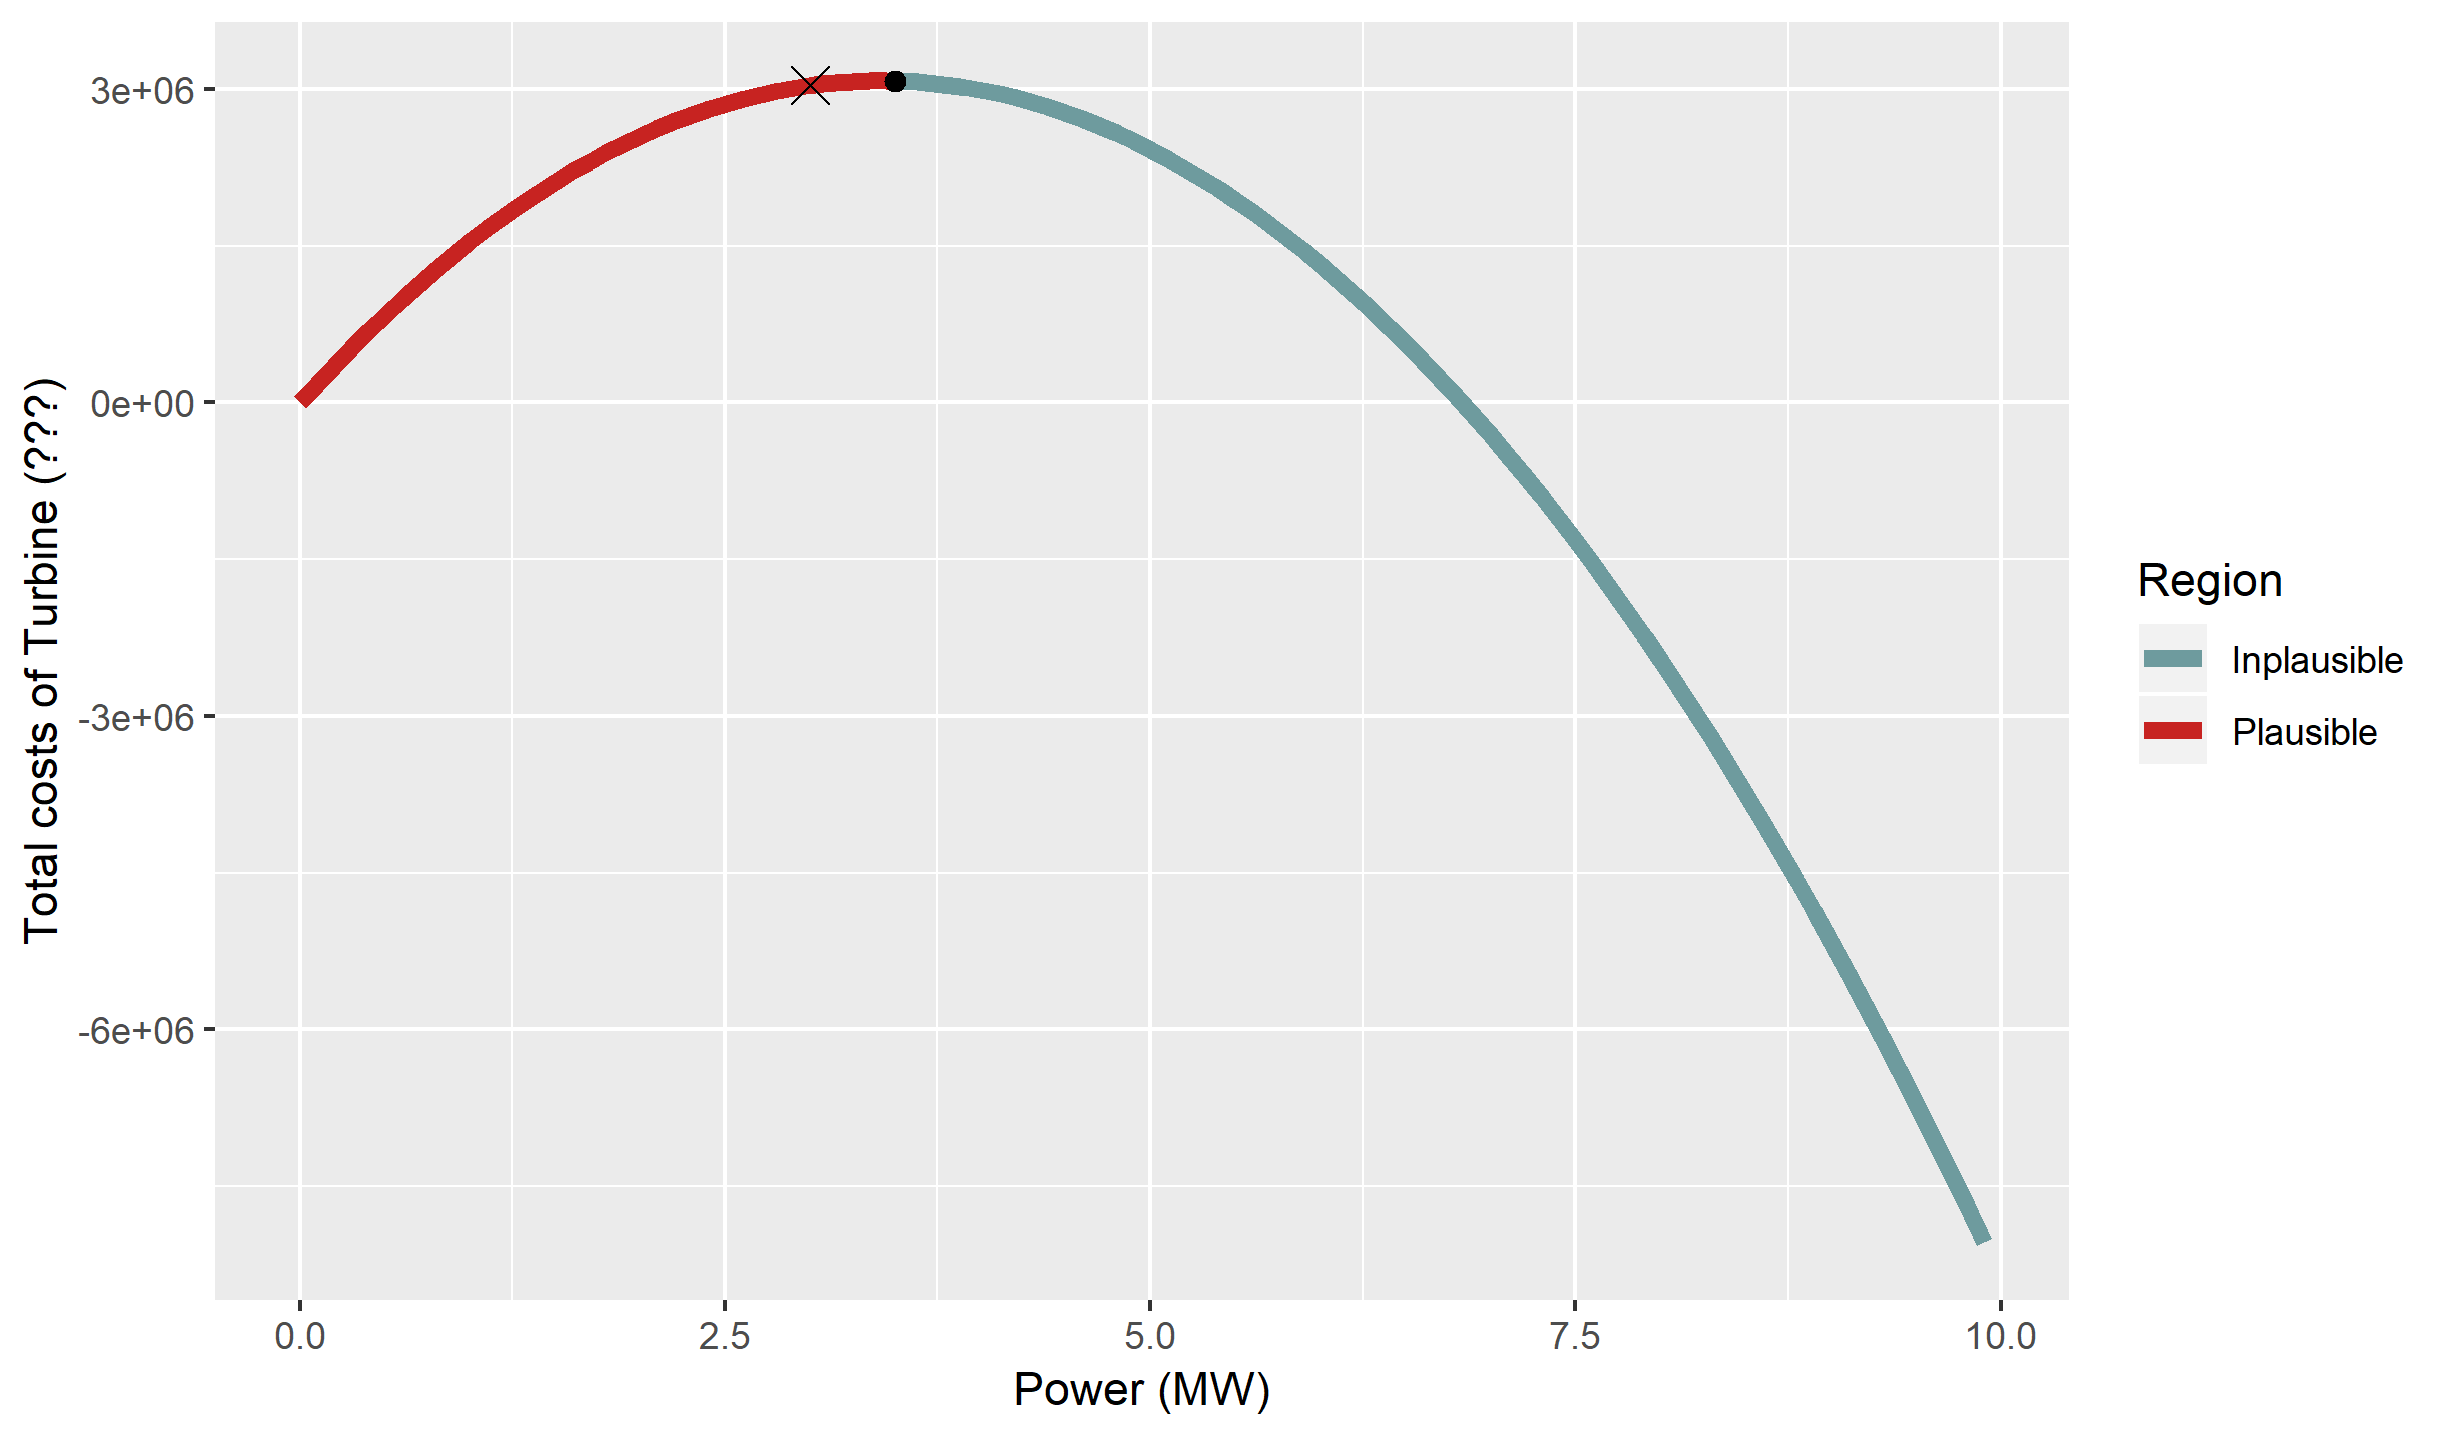 Total costs of Turbine (???)
3e+06
0e+00
-3e+06
-6e+06
0.0
2.5
5.0
7.5
10.0
Power (MW)
Region
Inplausible
Plausible